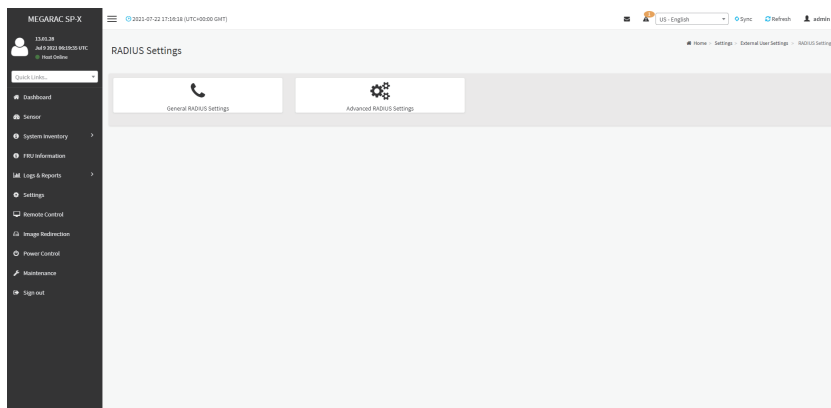 MEGARAC SP-X
2021-07-22 17:16:18 (UTC+00:00 GMT)
US - English
Sync
Refresh
admin
13.01.28
Jul 9 2021 06:19:35 UTC
Host Online
Quick Links..
RADIUS Settings
Home > Settings > External User Settings > RADIUS Setting
General RADIUS Settings
Advanced RADIUS Settings
Dashboard
Sensor
System Inventory
FRU Information
Logs & Reports
Settings
Remote Control
Image Redirection
Power Control
Maintenance
Sign out